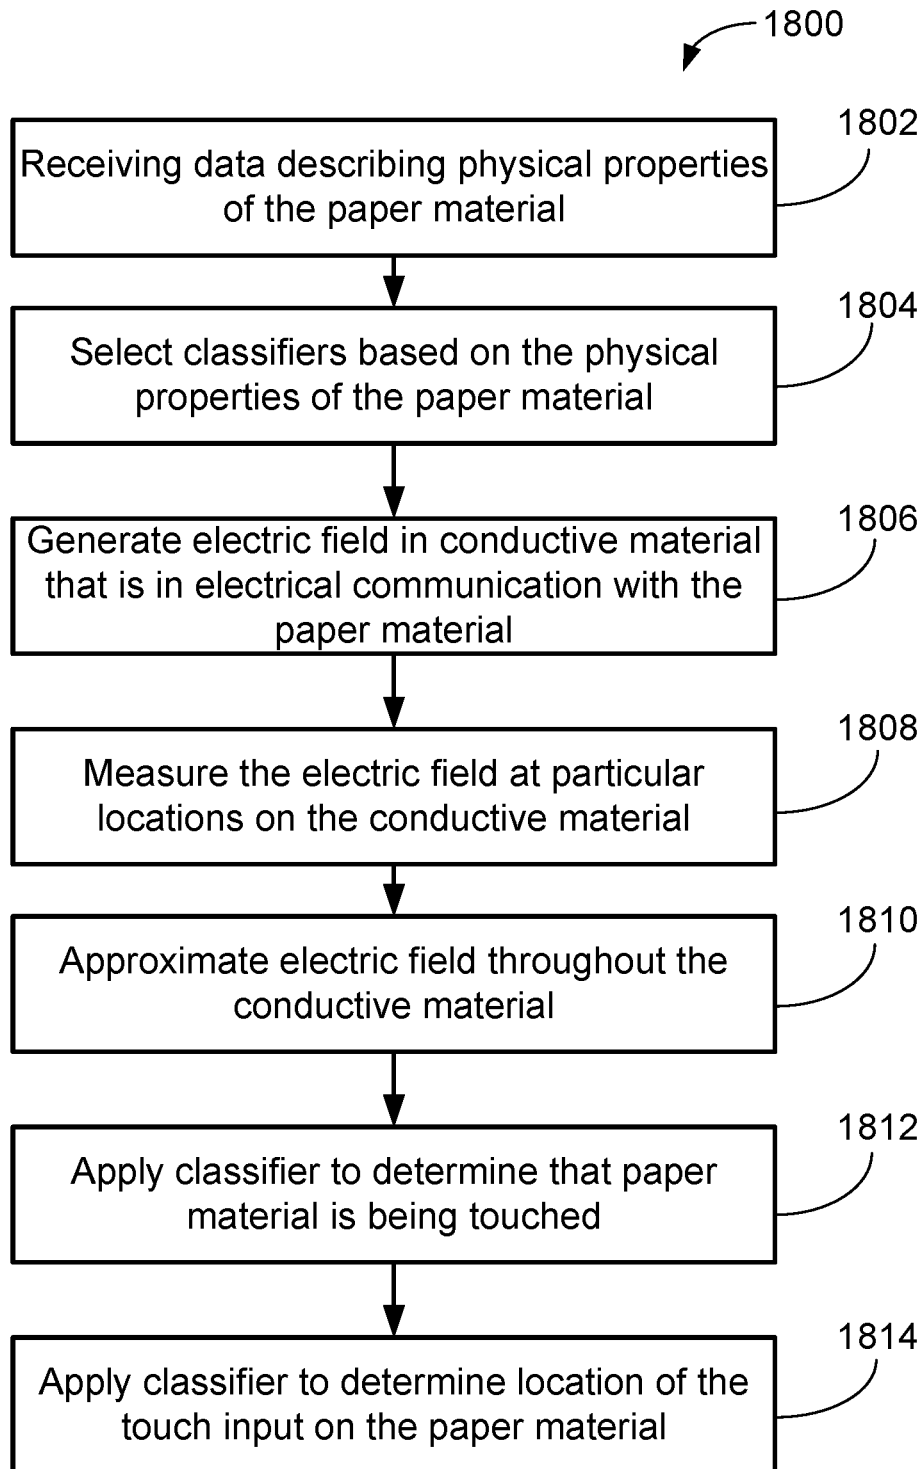 1800
1802
Receiving data describing physical properties
of the paper material
1804
Select classifiers based on the physical
properties of the paper material
1806
Generate electric field in conductive material
that is in electrical communication with the
paper material
1808
Measure the electric field at particular
locations on the conductive material
1810
Approximate electric field throughout the
conductive material
1812
Apply classifier to determine that paper
material is being touched
1814
Apply classifier to determine location of the
touch input on the paper material